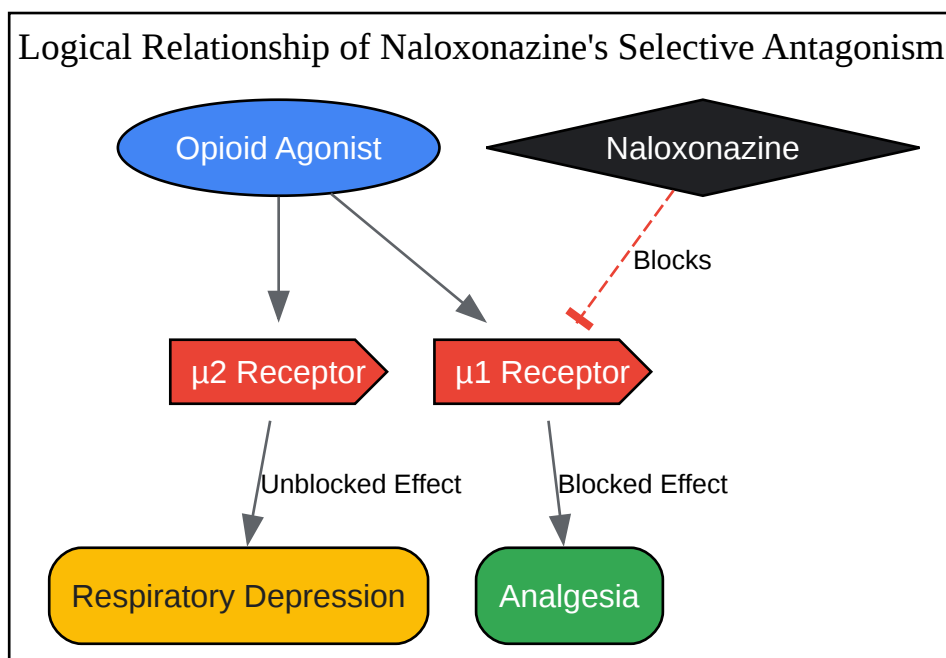 Logical Relationship of Naloxonazine's Selective Antagonism
Opioid Agonist
Naloxonazine
Blocks
µ2 Receptor
µ1 Receptor
Unblocked Effect
Blocked Effect
Respiratory Depression
Analgesia